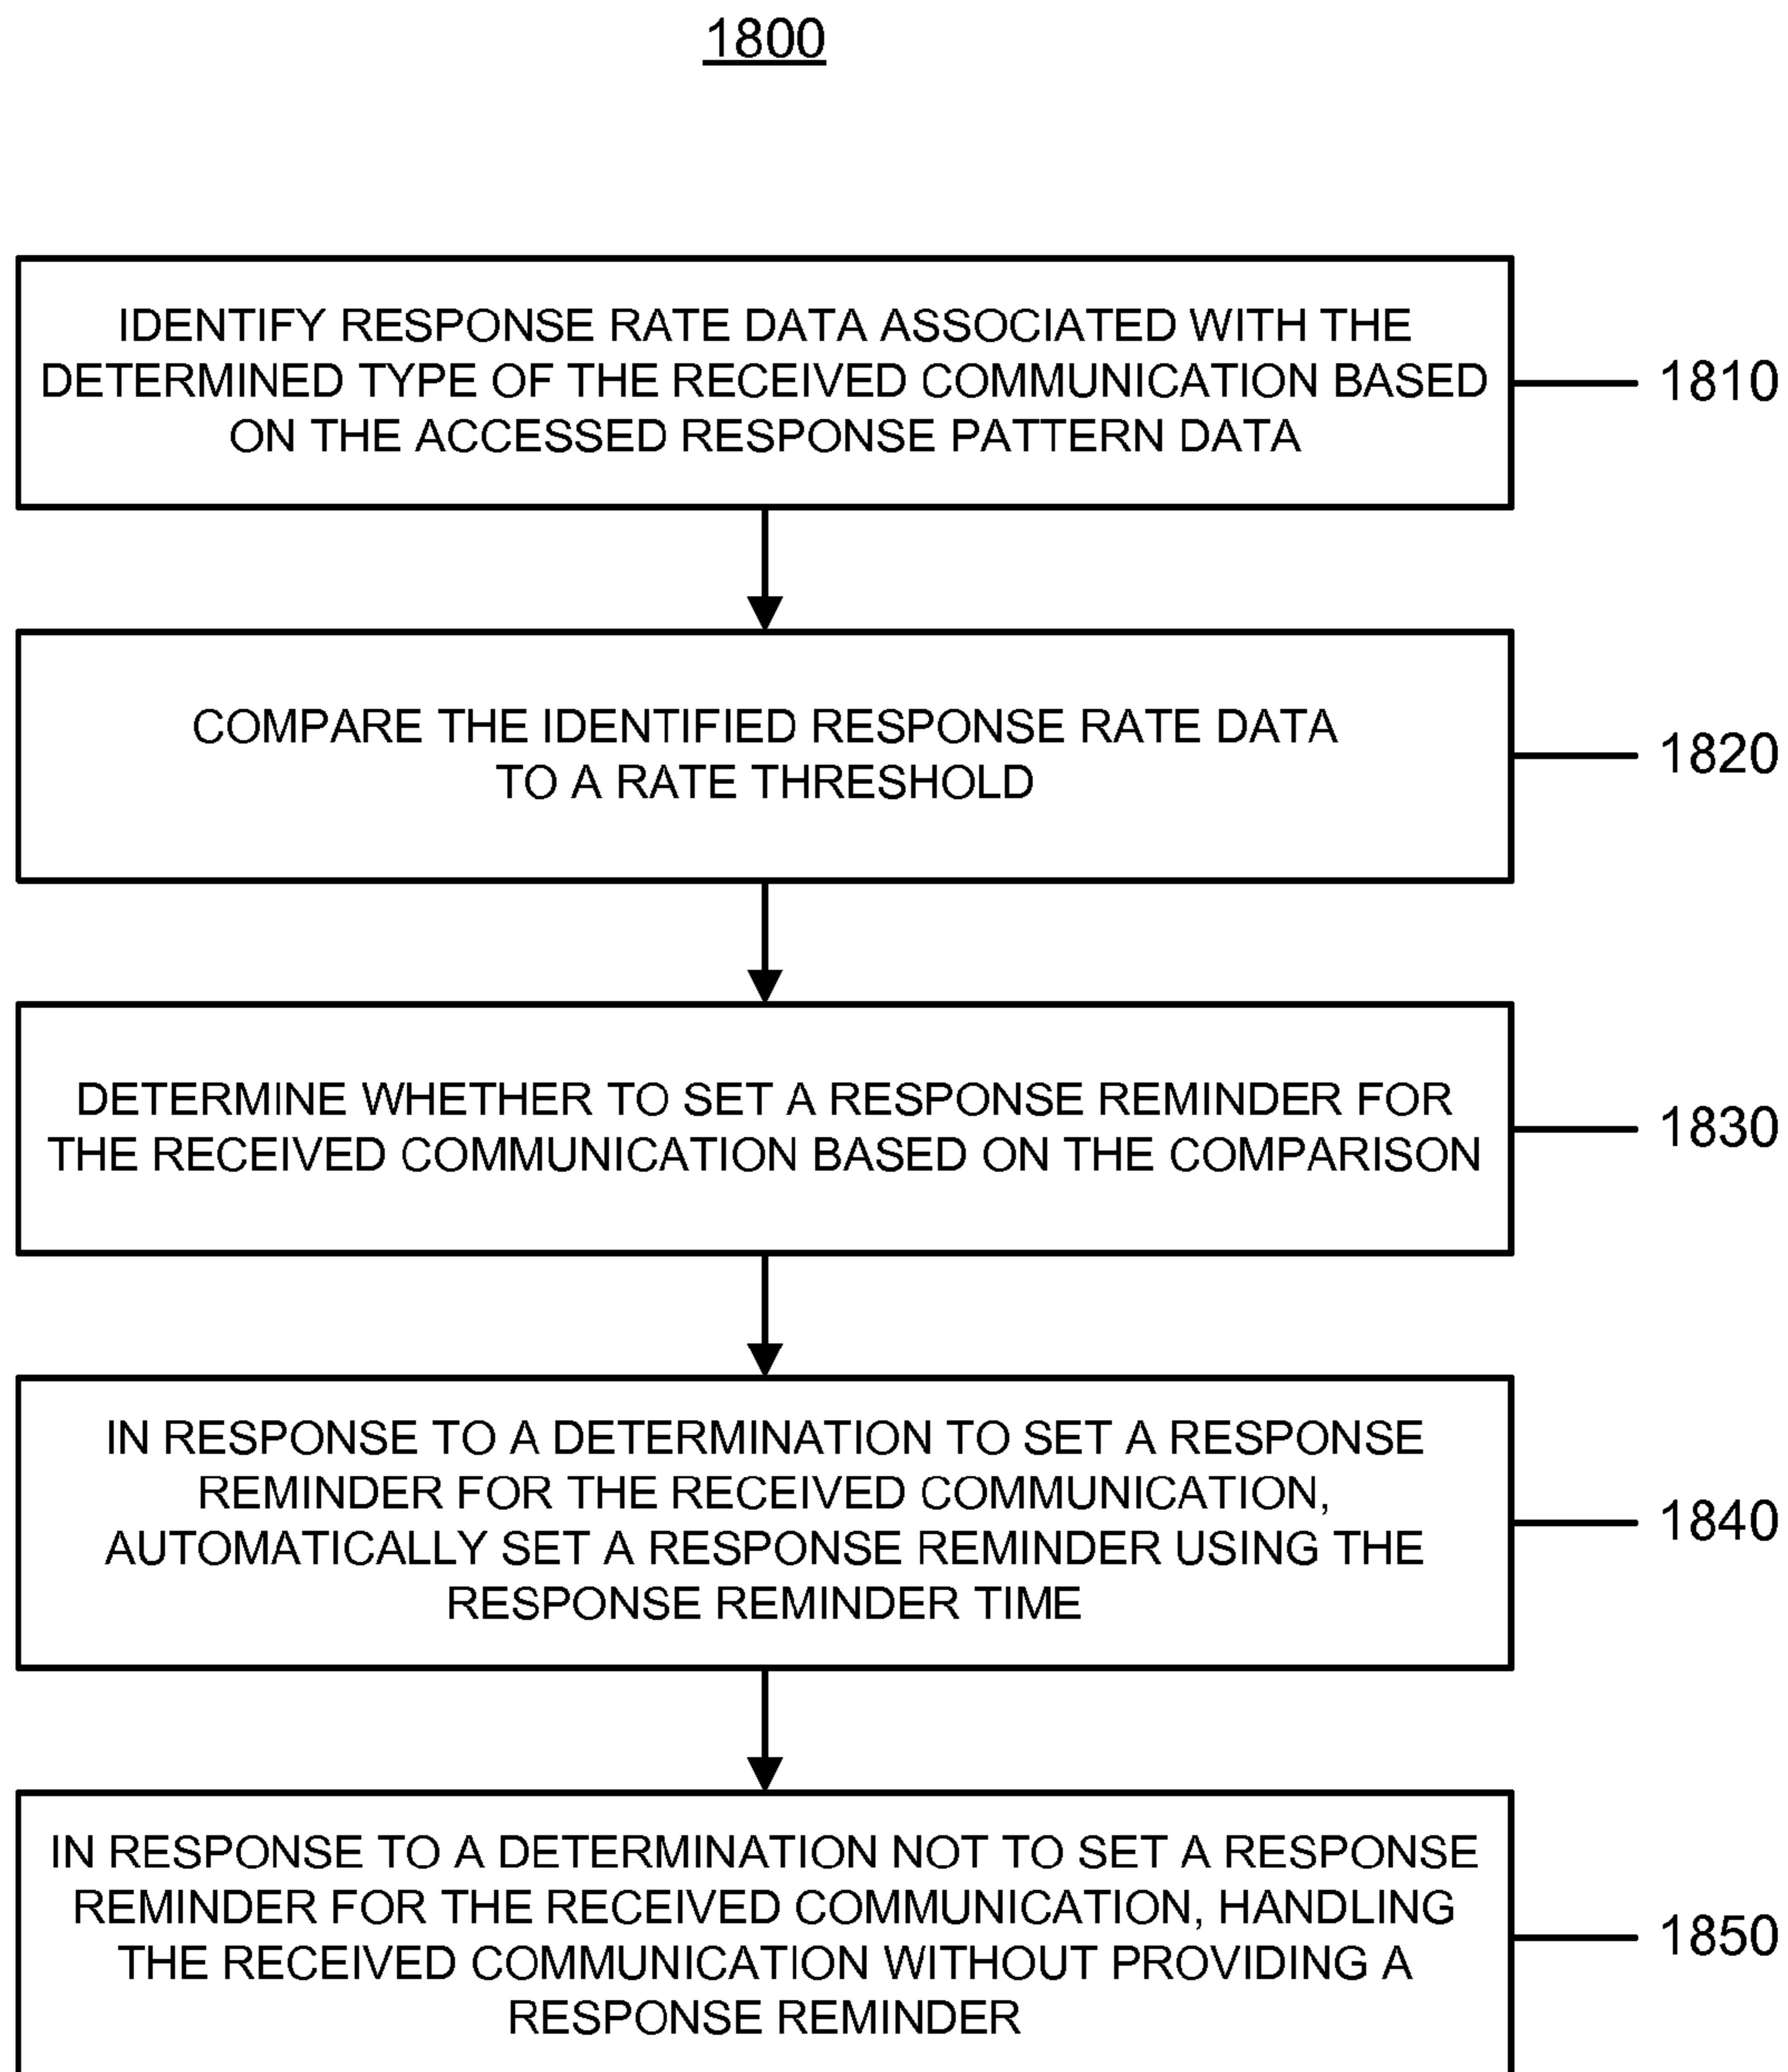 1800
IDENTIFY RESPONSE RATE DATA ASSOCIATED WITH THE
DETERMINED TYPE OF THE RECEIVED COMMUNICATION BASED
ON THE ACCESSED RESPONSE PATTERN DATA
1810
COMPARE THE IDENTIFIED RESPONSE RATE DATA
TO A RATE THRESHOLD
1820
DETERMINE WHETHER TO SET A RESPONSE REMINDER FOR
THE RECEIVED COMMUNICATION BASED ON THE COMPARISON
1830
IN RESPONSE TO A DETERMINATION TO SET A RESPONSE
REMINDER FOR THE RECEIVED COMMUNICATION,
AUTOMATICALLY SET A RESPONSE REMINDER USING THE
RESPONSE REMINDER TIME
1840
IN RESPONSE TO A DETERMINATION NOT TO SET A RESPONSE
REMINDER FOR THE RECEIVED COMMUNICATION, HANDLING
THE RECEIVED COMMUNICATION WITHOUT PROVIDING A
RESPONSE REMINDER
1850